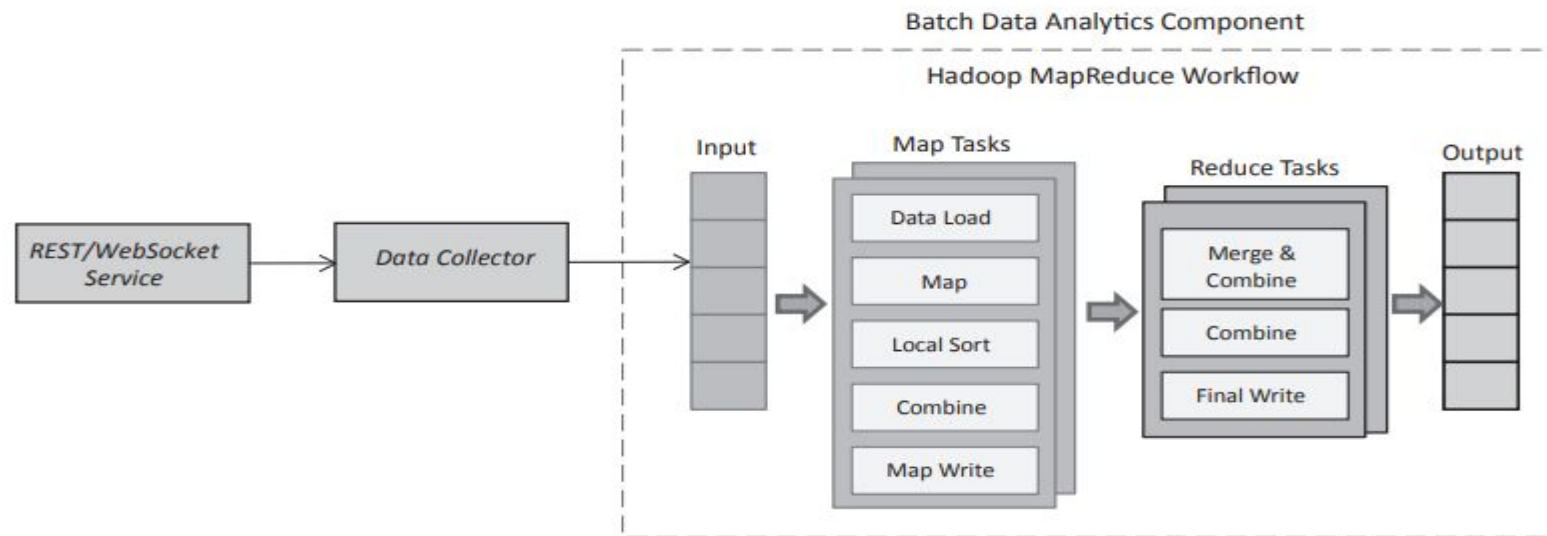 Batch Data Analytics Component
Hadoop MapReduce Workflow
Input
Map Tasks
Reduce Tasks
Output
REST/WebSocket
Service
Data Collector
Data Load
Map
Local Sort
Combine
Map Write
Merge &
Combine
Combine
Final Write